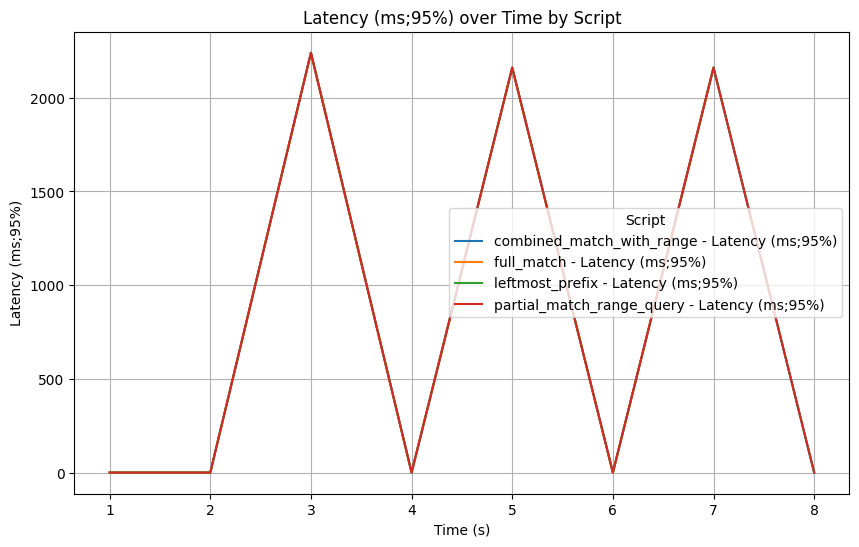 Latency (ms;95%) over Time by Script
Latency (ms;95%)
2000
1500
1000
500
0
Script
combined_match_with_range - Latency (ms;95%)
full_match - Latency (ms;95%)
leftmost_prefix - Latency (ms;95%)
partial_match_range_query - Latency (ms;95%)
1 2 3 4 5 6 7 8
Time (s)